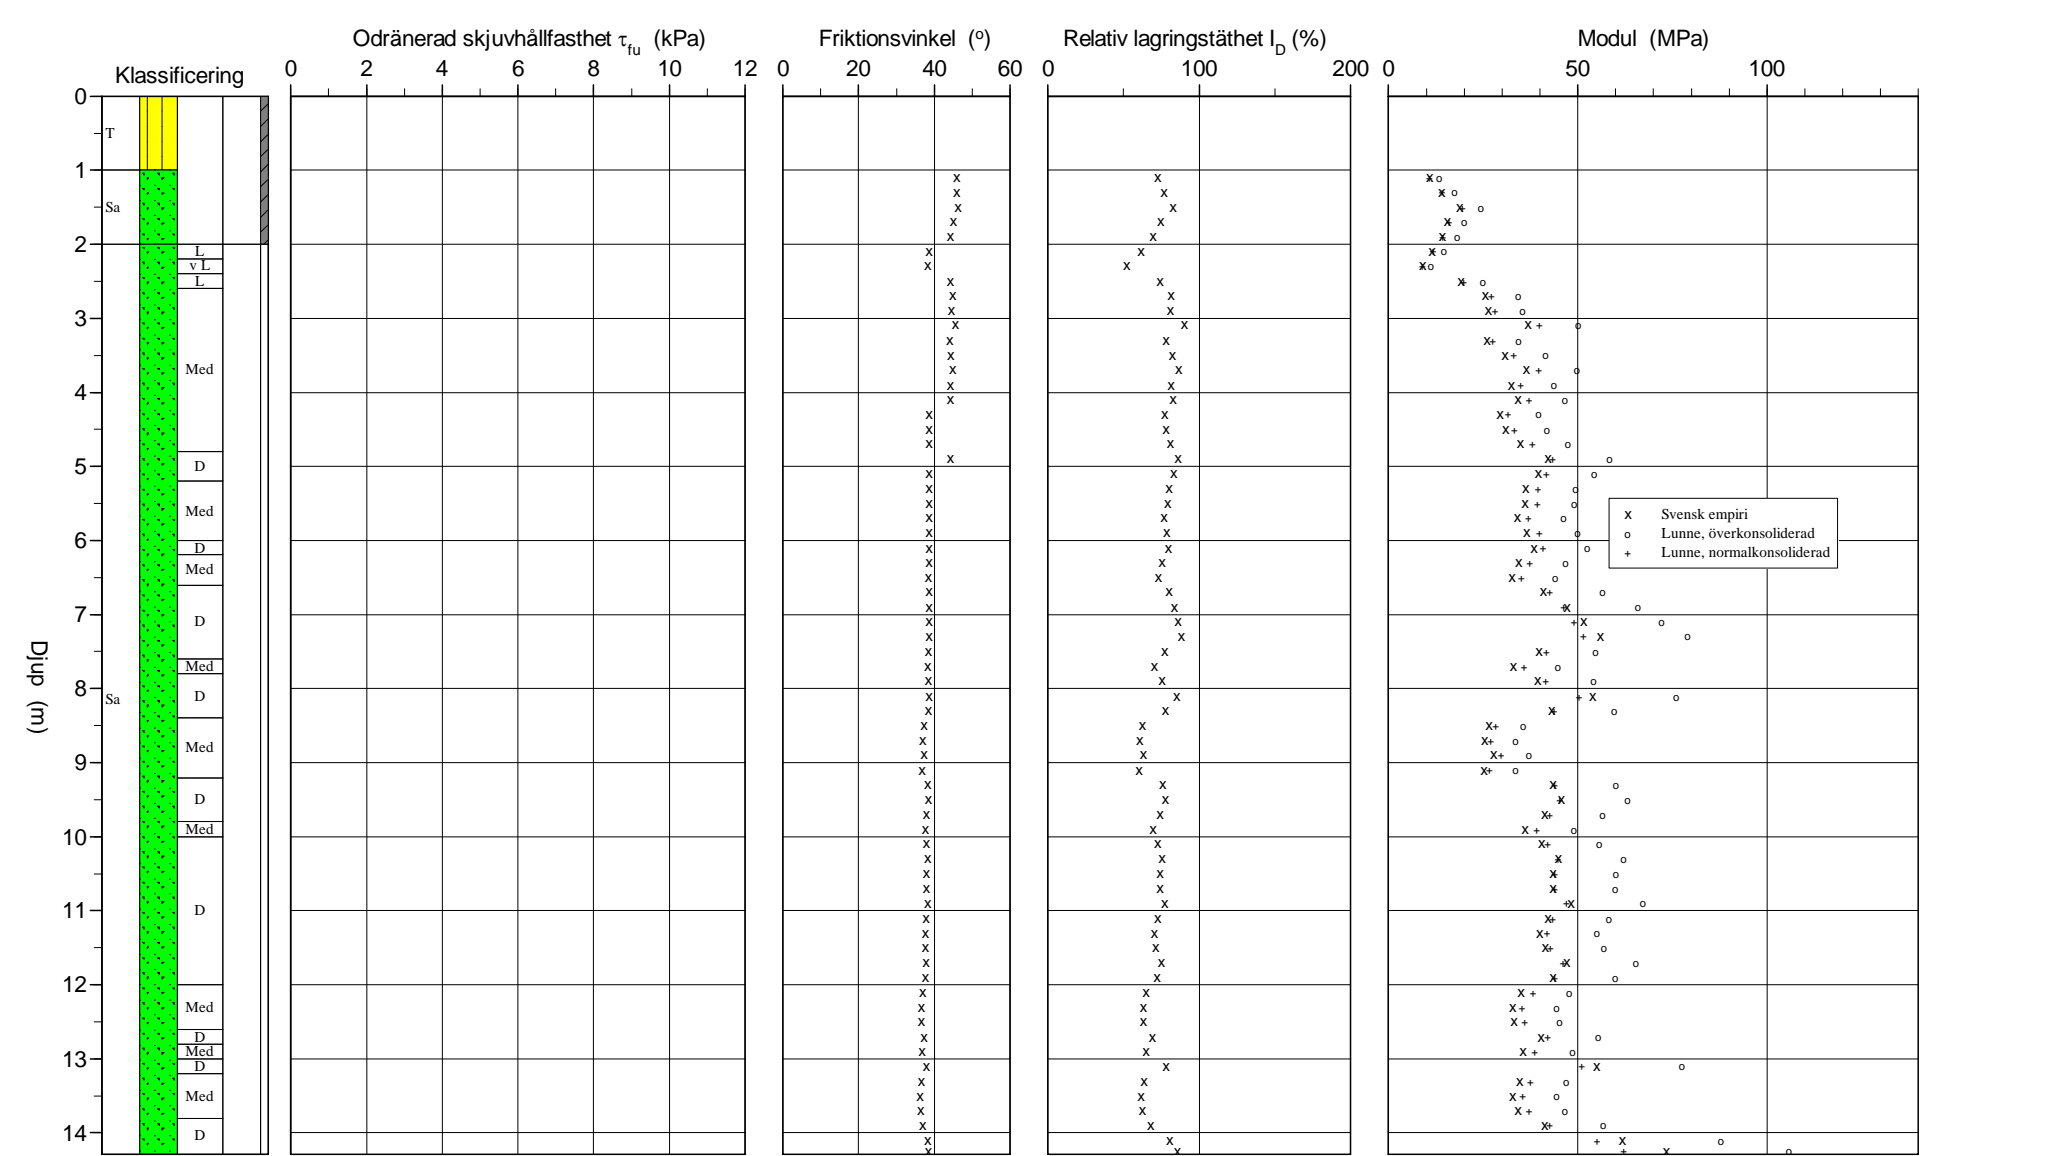 Odränerad skjuvhållfasthet τfu (kPa)
Friktionsvinkel (o)
Relativ lagringstäthet ID (%)
Modul (MPa)
Klassificering
0 2 4 6 8 10 12
0 20 40 60
0 100 200
0 50 100
0
T
1
Sa
2
L
v L
L
3
Med
4
5
D
Med
Svensk empiri
Lunne, överkonsoliderad
Lunne, normalkonsoliderad
6
D
Med
7
D
Med
8
Sa
D
Med
9
D
Med
10
D
11
12
Med
D
Med
13
D
Med
14
D
Djup (m)